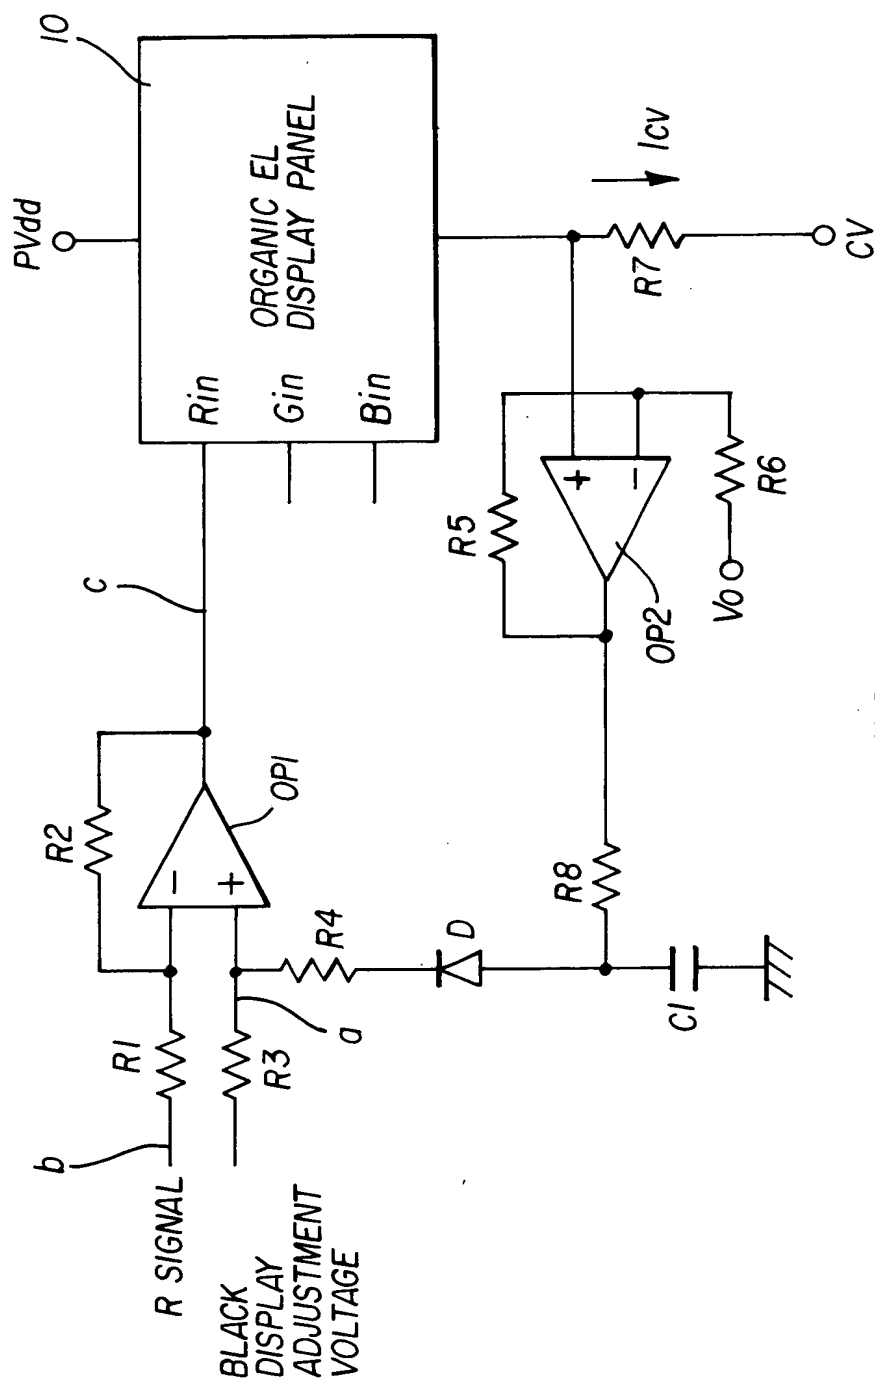 10
PVdd
ORGANIC EL
DISPLAY PANEL
Rin
Gin
Bin
Icv
R7
CV
c
R5
+
−
R6
Vo
OP2
R2
OP1
−
+
R4
R8
D
C1
a
R1
R3
b
R SIGNAL
BLACK
DISPLAY
ADJUSTMENT
VOLTAGE